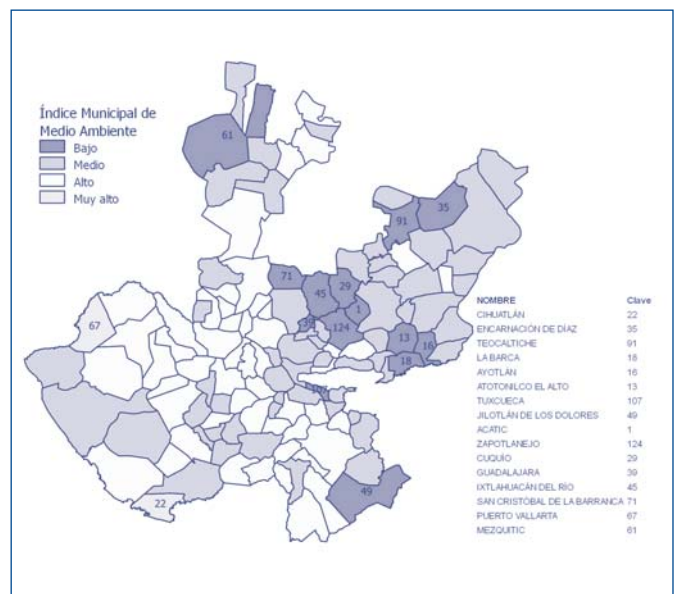 Índice Municipal de
Medio Ambiente
Bajo
Medio
Alto
Muy alto
61
35
91
71
45
29
1
39
124
13
16
18
67
107
49
22
NOMBRE Clave
CIHUATLÁN 22
ENCARNACIÓN DE DÍAZ 35
TEOCALTICHE 91
LA BARCA 18
AYOTLÁN 16
ATOTONILCO EL ALTO 13
TUXCUECA 107
JILOTLÁN DE LOS DOLORES 49
ACATIC 1
ZAPOTLANEJO 124
CUQUÍO 29
GUADALAJARA 39
IXTLAHUACÁN DEL RÍO 45
SAN CRISTÓBAL DE LA BARRANCA 71
PUERTO VALLARTA 67
MEZQUITIC 61